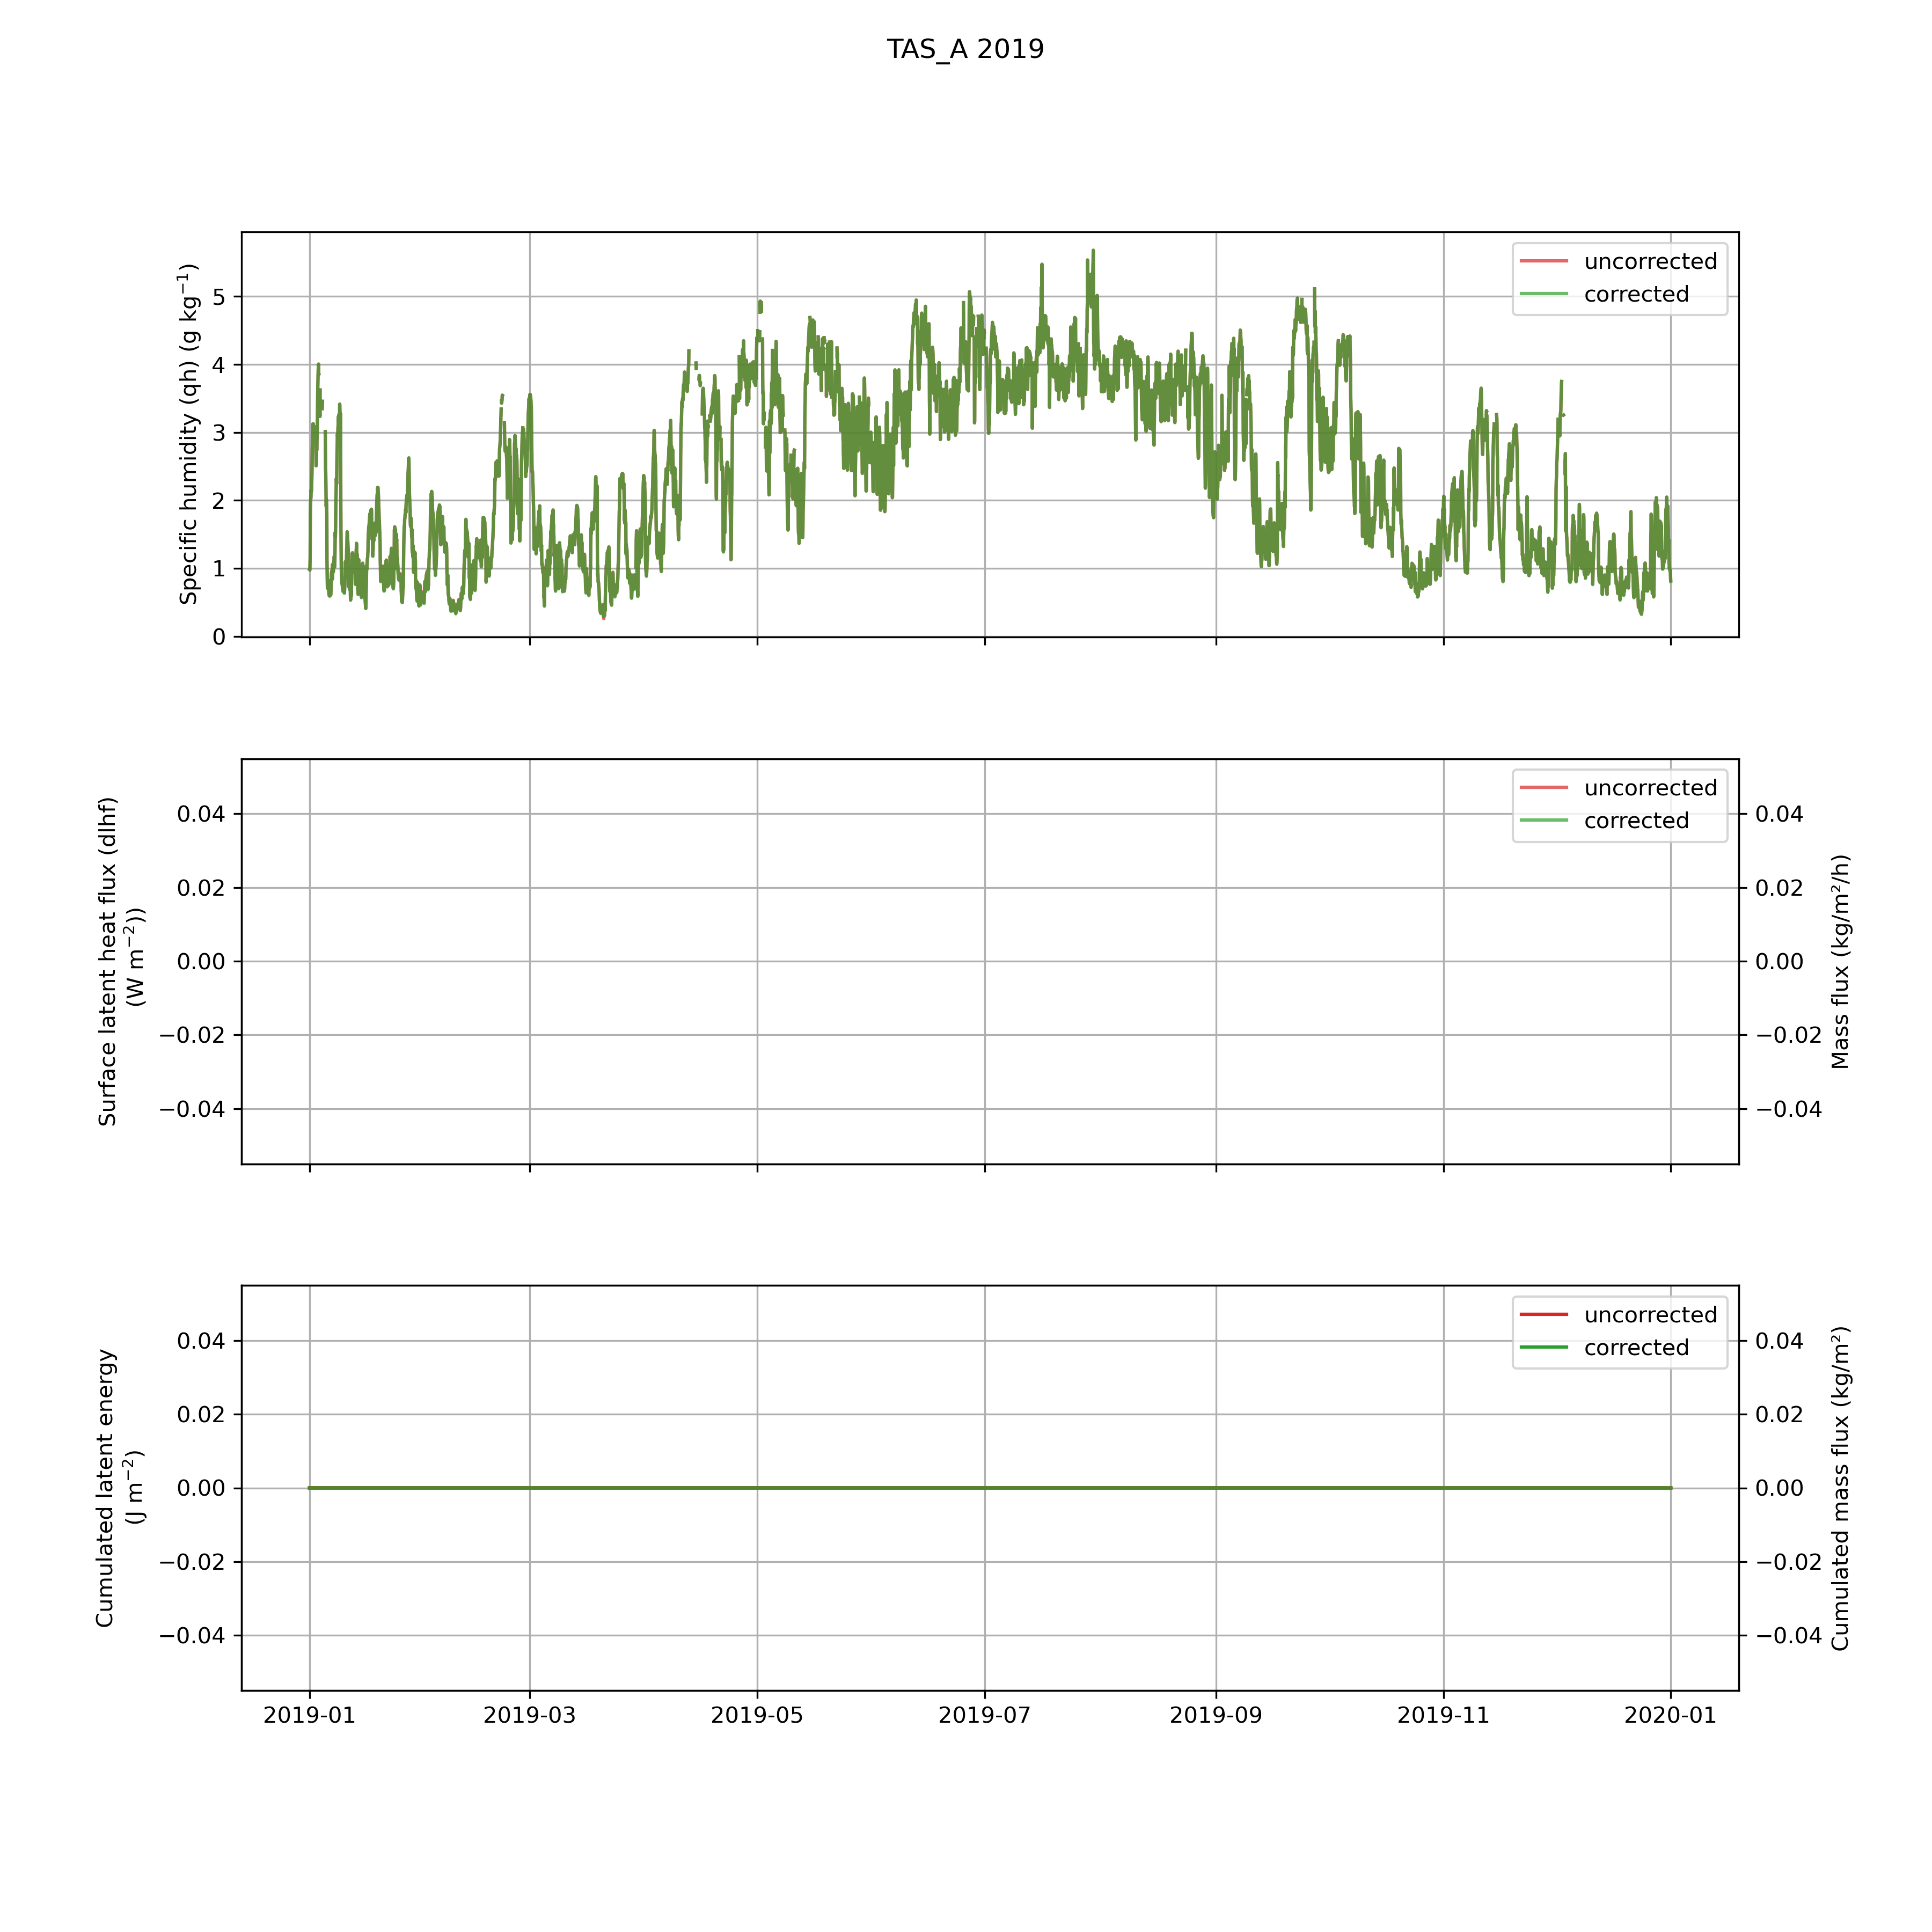 TAS_A 2019
Specific humidity (qh) (g kg⁻¹)
5
4
3
2
1
0
uncorrected
corrected
Surface latent heat flux (dlhf)
(W m⁻²))
0.04
0.02
0.00
−0.02
−0.04
uncorrected
corrected
0.04
0.02
0.00
−0.02
−0.04
Mass flux (kg/m²/h)
Cumulated latent energy
(J m⁻²)
0.04
0.02
0.00
−0.02
−0.04
uncorrected
corrected
0.04
0.02
0.00
−0.02
−0.04
Cumulated mass flux (kg/m²)
2019-01 2019-03 2019-05 2019-07 2019-09 2019-11 2020-01